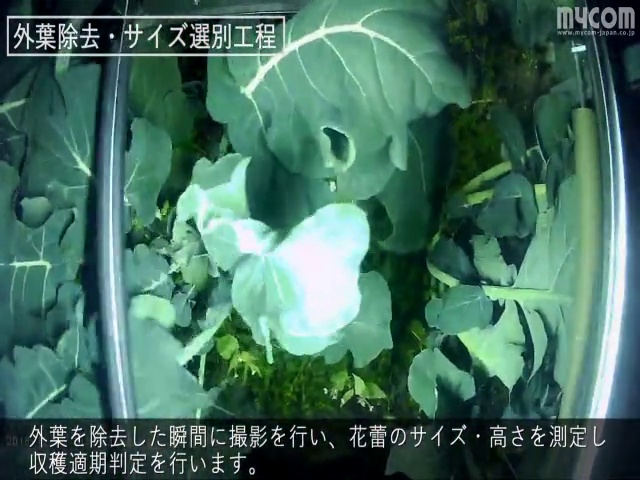 mycom
www.mycom-japan.co.jp
外葉除去・サイズ選別工程
外葉を除去した瞬間に撮影を行い、花蕾のサイズ・高さを測定し
収穫適期判定を行います。